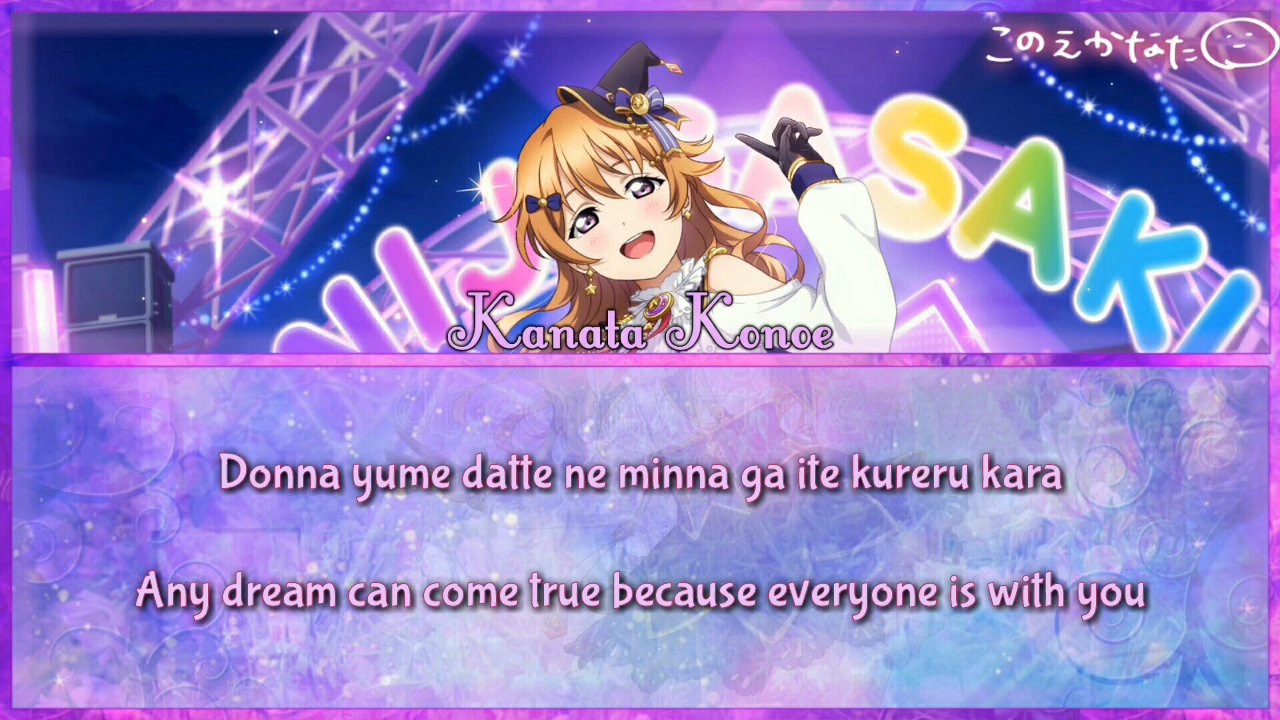 このえかなた
NIJIGASAKI
Kanata Konoe
Donna yume datte ne minna ga ite kureru kara
Any dream can come true because everyone is with you